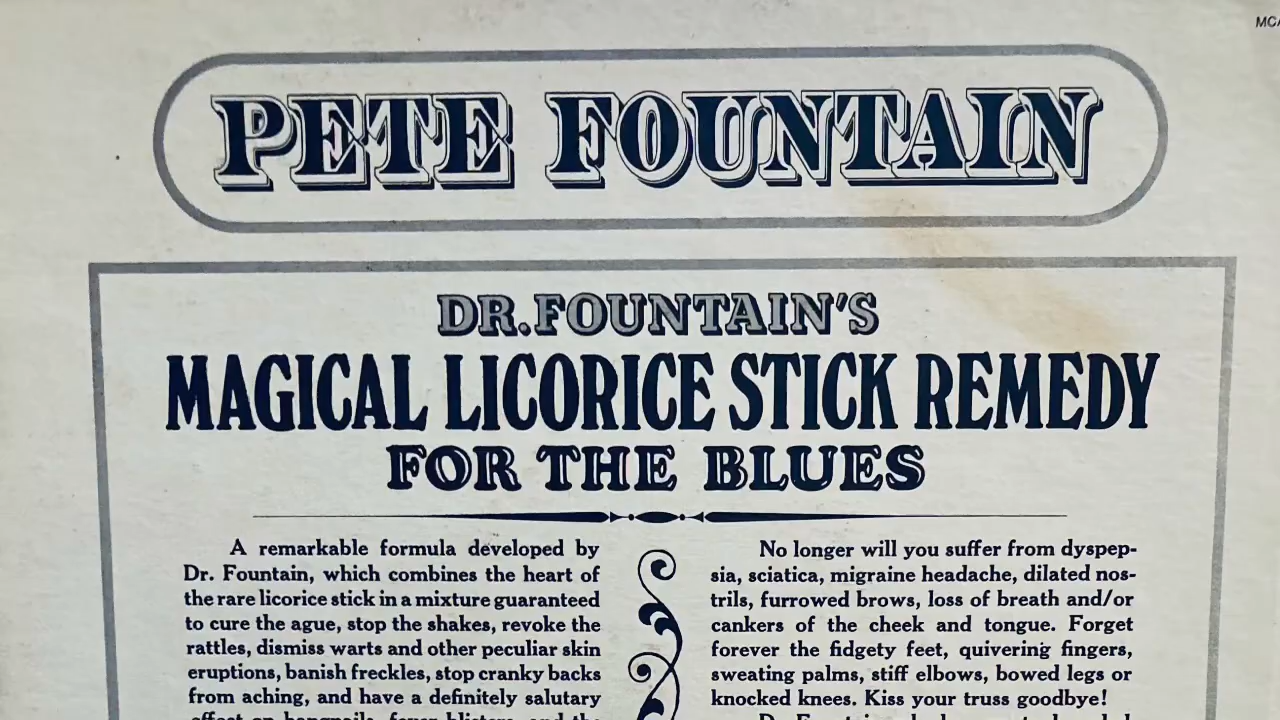 MCA
PETE FOUNTAIN
DR. FOUNTAIN'S
MAGICAL LICORICE STICK REMEDY
FOR THE BLUES
A remarkable formula developed by
Dr. Fountain, which combines the heart of
the rare licorice stick in a mixture guaranteed
to cure the ague, stop the shakes, revoke the
rattles, dismiss warts and other peculiar skin
eruptions, banish freckles, stop cranky backs
from aching, and have a definitely salutary
No longer will you suffer from dyspep-
sia, sciatica, migraine headache, dilated nos-
trils, furrowed brows, loss of breath and/or
cankers of the cheek and tongue. Forget
forever the fidgety feet, quivering fingers,
sweating palms, stiff elbows, bowed legs or
knocked knees. Kiss your truss goodbye!